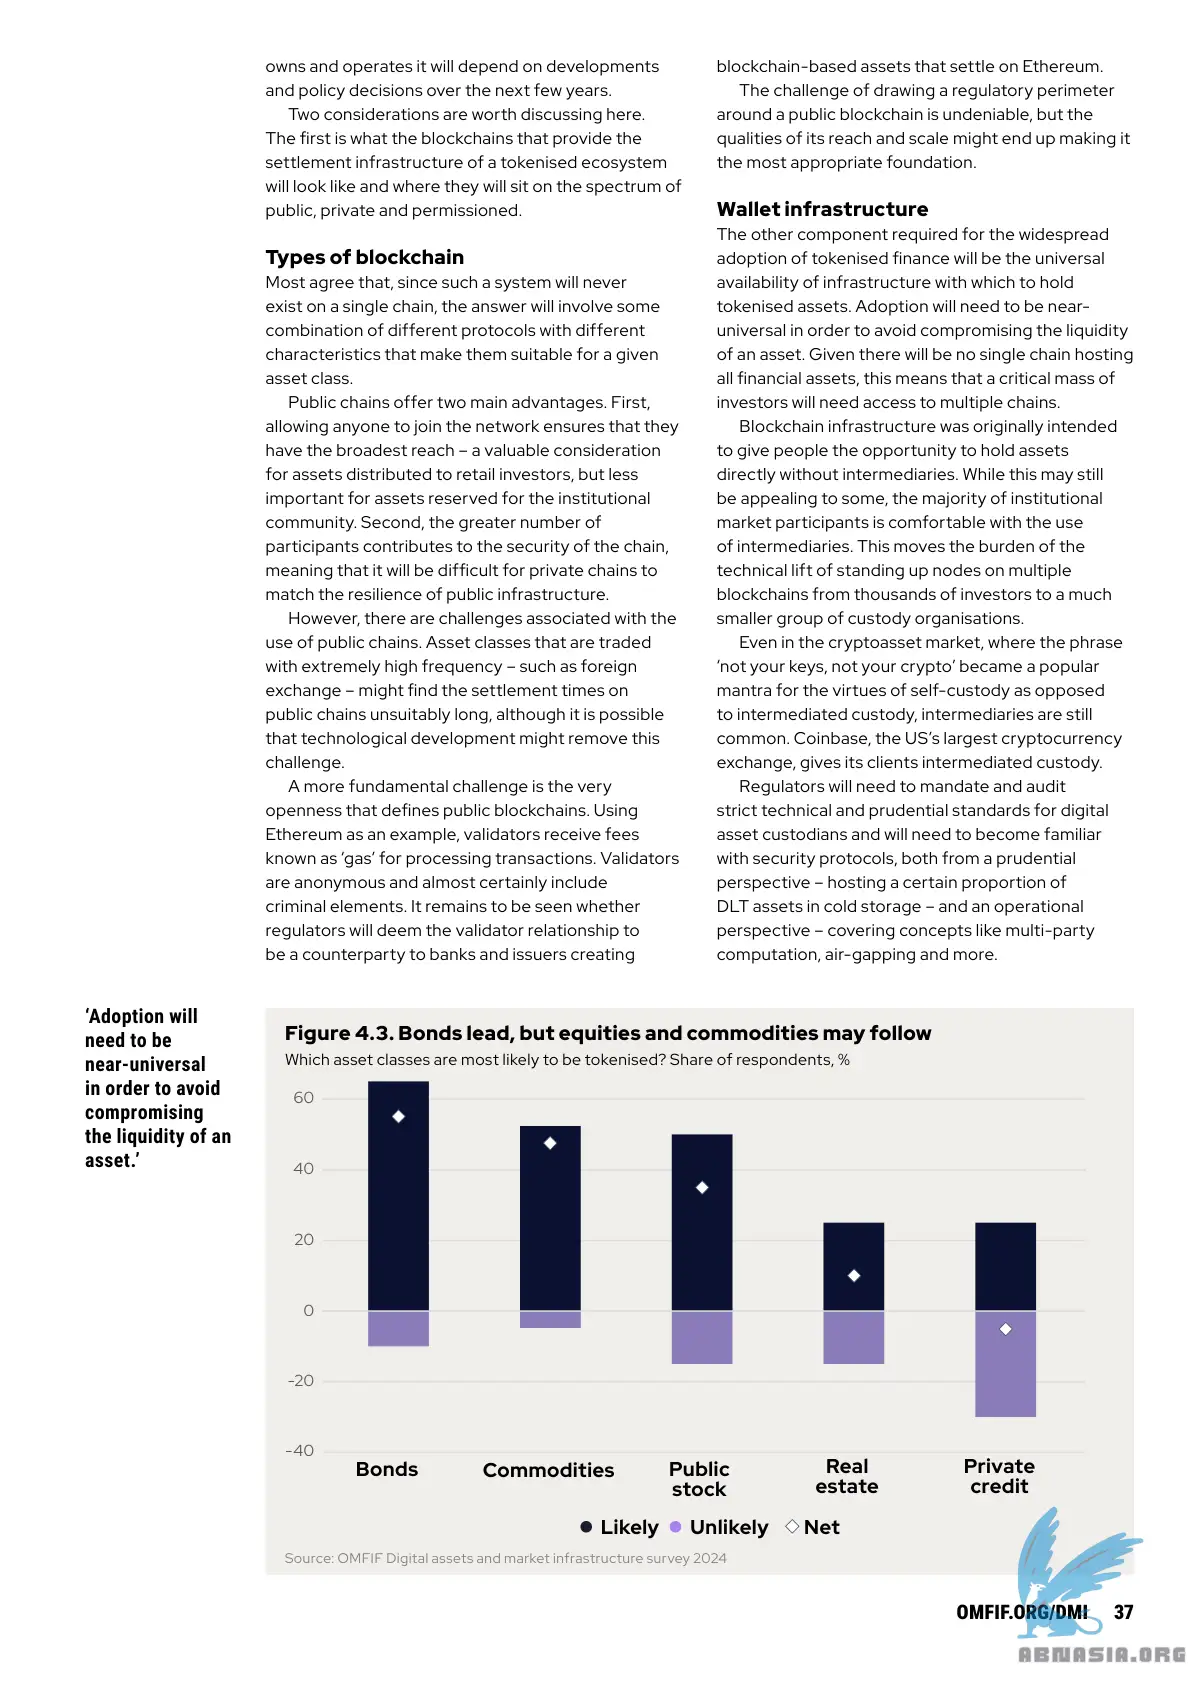 owns and operates it will depend on developments
and policy decisions over the next few years.
Two considerations are worth discussing here.
The first is what the blockchains that provide the
settlement infrastructure of a tokenised ecosystem
will look like and where they will sit on the spectrum of
public, private and permissioned.
Types of blockchain
Most agree that, since such a system will never
exist on a single chain, the answer will involve some
combination of different protocols with different
characteristics that make them suitable for a given
asset class.
Public chains offer two main advantages. First,
allowing anyone to join the network ensures that they
have the broadest reach – a valuable consideration
for assets distributed to retail investors, but less
important for assets reserved for the institutional
community. Second, the greater number of
participants contributes to the security of the chain,
meaning that it will be difficult for private chains to
match the resilience of public infrastructure.
However, there are challenges associated with the
use of public chains. Asset classes that are traded
with extremely high frequency – such as foreign
exchange – might find the settlement times on
public chains unsuitably long, although it is possible
that technological development might remove this
challenge.
A more fundamental challenge is the very
openness that defines public blockchains. Using
Ethereum as an example, validators receive fees
known as ‘gas’ for processing transactions. Validators
are anonymous and almost certainly include
criminal elements. It remains to be seen whether
regulators will deem the validator relationship to
be a counterparty to banks and issuers creating
blockchain-based assets that settle on Ethereum.
The challenge of drawing a regulatory perimeter
around a public blockchain is undeniable, but the
qualities of its reach and scale might end up making it
the most appropriate foundation.
Wallet infrastructure
The other component required for the widespread
adoption of tokenised finance will be the universal
availability of infrastructure with which to hold
tokenised assets. Adoption will need to be near-
universal in order to avoid compromising the liquidity
of an asset. Given there will be no single chain hosting
all financial assets, this means that a critical mass of
investors will need access to multiple chains.
Blockchain infrastructure was originally intended
to give people the opportunity to hold assets
directly without intermediaries. While this may still
be appealing to some, the majority of institutional
market participants is comfortable with the use
of intermediaries. This moves the burden of the
technical lift of standing up nodes on multiple
blockchains from thousands of investors to a much
smaller group of custody organisations.
Even in the cryptoasset market, where the phrase
‘not your keys, not your crypto’ became a popular
mantra for the virtues of self-custody as opposed
to intermediated custody, intermediaries are still
common. Coinbase, the US’s largest cryptocurrency
exchange, gives its clients intermediated custody.
Regulators will need to mandate and audit
strict technical and prudential standards for digital
asset custodians and will need to become familiar
with security protocols, both from a prudential
perspective – hosting a certain proportion of
DLT assets in cold storage – and an operational
perspective – covering concepts like multi-party
computation, air-gapping and more.
‘Adoption will
need to be
near-universal
in order to avoid
compromising
the liquidity of an
asset.’
Figure 4.3. Bonds lead, but equities and commodities may follow
Which asset classes are most likely to be tokenised? Share of respondents, %
60
40
20
0
-20
-40
Bonds
Commodities
Public
stock
Real
estate
Private
credit
Likely
Unlikely
Net
Source: OMFIF Digital assets and market infrastructure survey 2024
OMFIF.ORG/DMI 37
ABNASIA.ORG